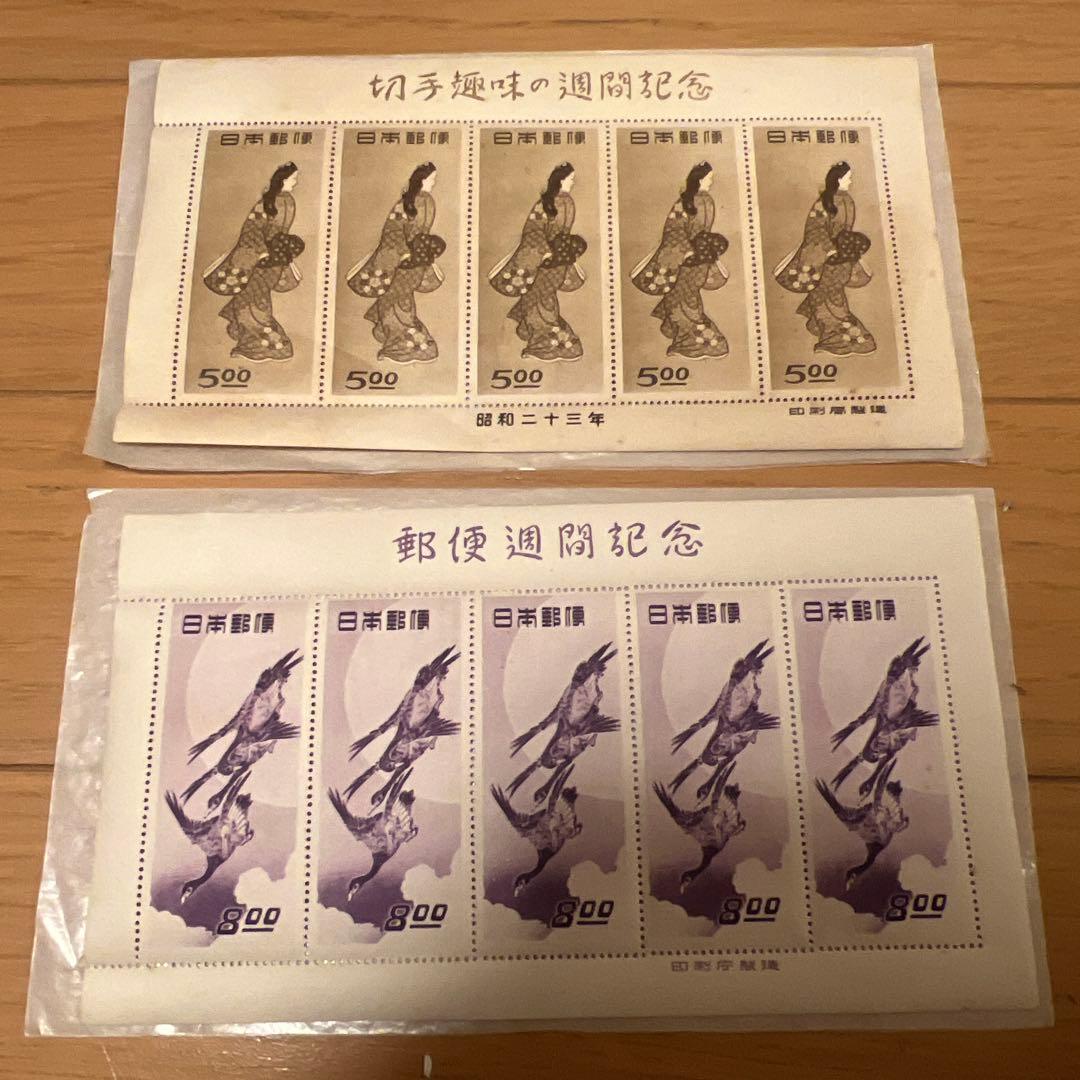 切手趣味の週間記念
日本郵便 日本郵便 日本郵便 日本郵便 日本郵便
5.00 5.00 5.00 5.00 5.00
昭和二十三年 印刷局製造
郵便週間記念
日本郵便 日本郵便 日本郵便 日本郵便 日本郵便
8.00 8.00 8.00 8.00 8.00
印刷庁製造